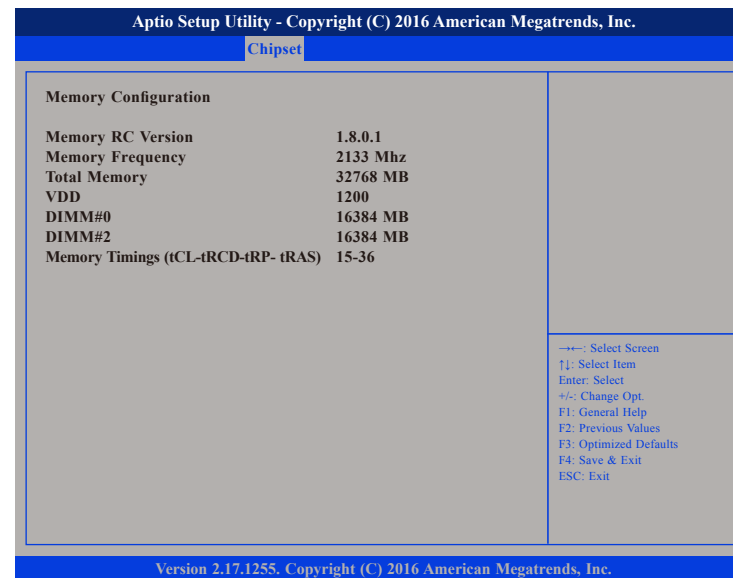 Aptio Setup Utility - Copyright (C) 2016 American Megatrends, Inc.
Chipset
Memory Configuration
Memory RC Version 1.8.0.1
Memory Frequency 2133 Mhz
Total Memory 32768 MB
VDD 1200
DIMM#0 16384 MB
DIMM#2 16384 MB
Memory Timings (tCL-tRCD-tRP- tRAS) 15-36
→←: Select Screen
↑↓: Select Item
Enter: Select
+/-: Change Opt.
F1: General Help
F2: Previous Values
F3: Optimized Defaults
F4: Save & Exit
ESC: Exit
Version 2.17.1255. Copyright (C) 2016 American Megatrends, Inc.